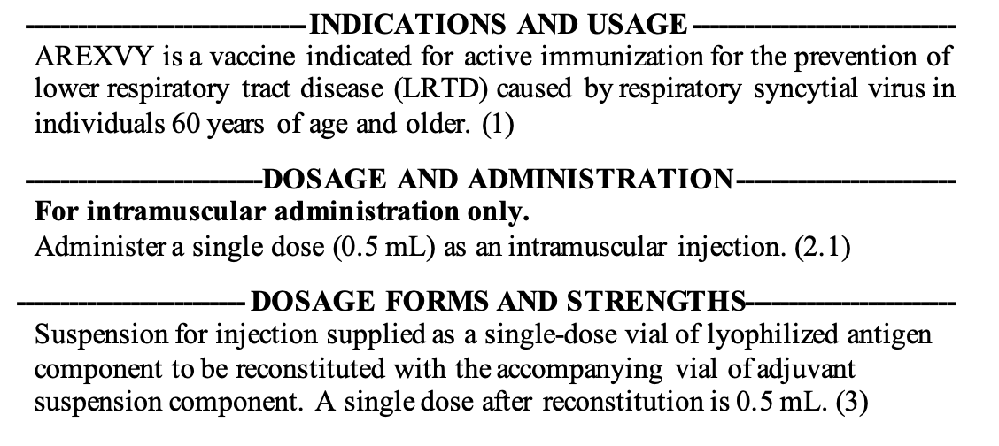 INDICATIONS AND USAGE
AREXVY is a vaccine indicated for active immunization for the prevention of
lower respiratory tract disease (LRTD) caused by respiratory syncytial virus in
individuals 60 years of age and older. (1)
DOSAGE AND ADMINISTRATION
For intramuscular administration only.
Administer a single dose (0.5 mL) as an intramuscular injection. (2.1)
DOSAGE FORMS AND STRENGTHS
Suspension for injection supplied as a single-dose vial of lyophilized antigen
component to be reconstituted with the accompanying vial of adjuvant
suspension component. A single dose after reconstitution is 0.5 mL. (3)